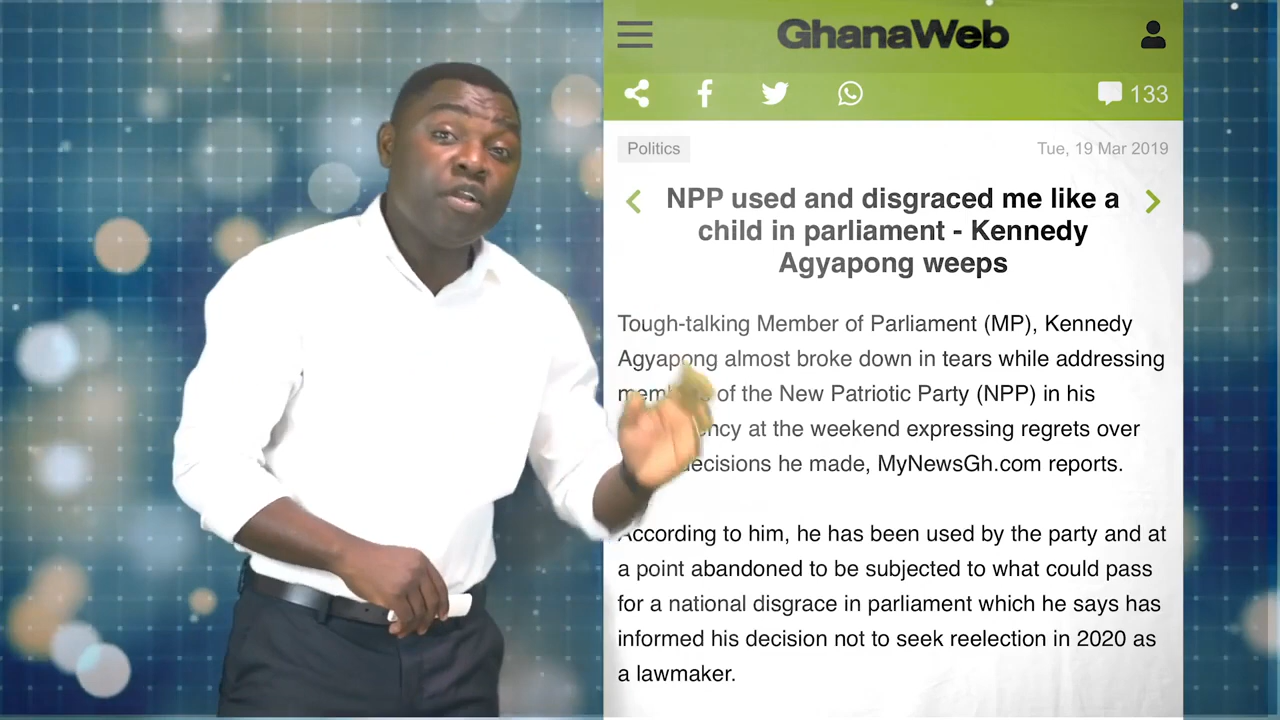 GhanaWeb
133
Politics
Tue, 19 Mar 2019
NPP used and disgraced me like a
child in parliament - Kennedy
Agyapong weeps
Tough-talking Member of Parliament (MP), Kennedy
Agyapong almost broke down in tears while addressing
of the New Patriotic Party (NPP) in his
at the weekend expressing regrets over
decisions he made, MyNewsGh.com reports.
According to him, he has been used by the party and at
a point abandoned to be subjected to what could pass
for a national disgrace in parliament which he says has
informed his decision not to seek reelection in 2020 as
a lawmaker.